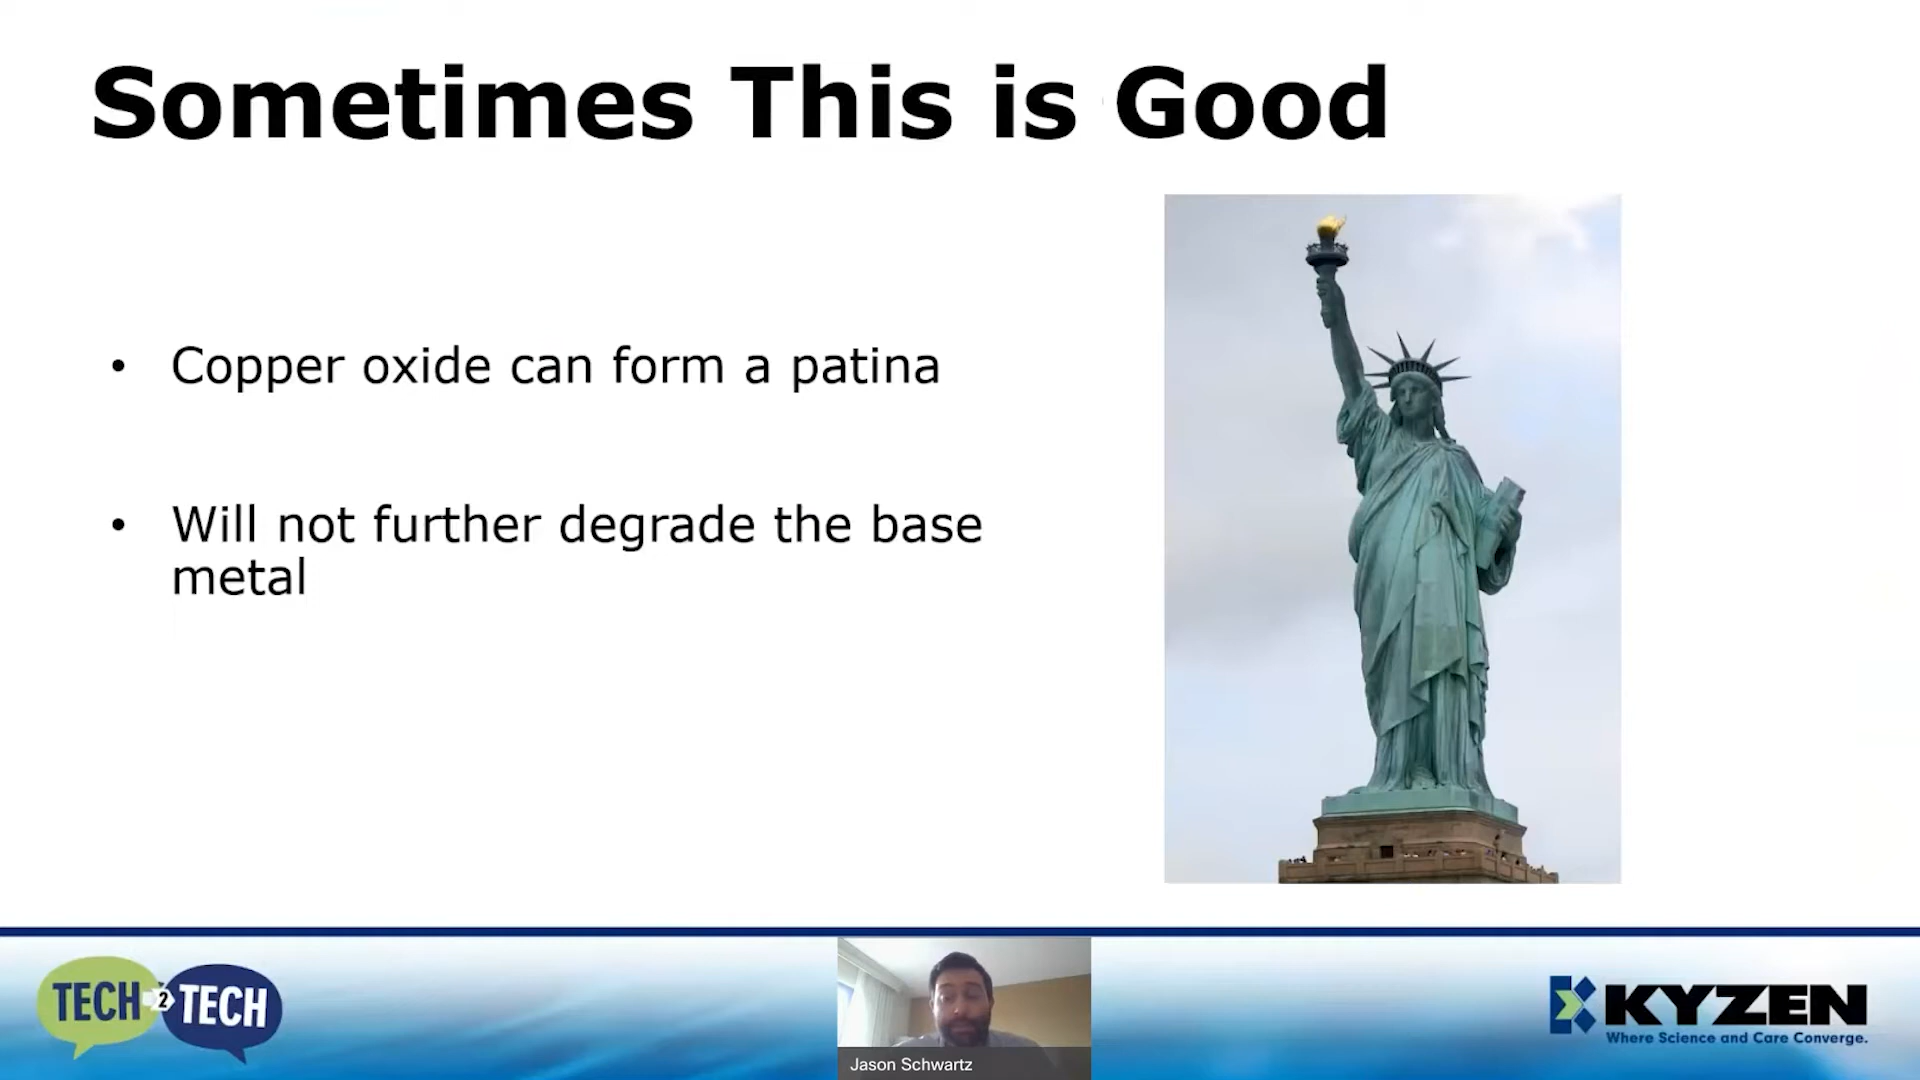 Sometimes This is Good
• Copper oxide can form a patina
• Will not further degrade the base
metal
TECH 2 TECH
Jason Schwartz
KYZEN
Where Science and Care Converge.